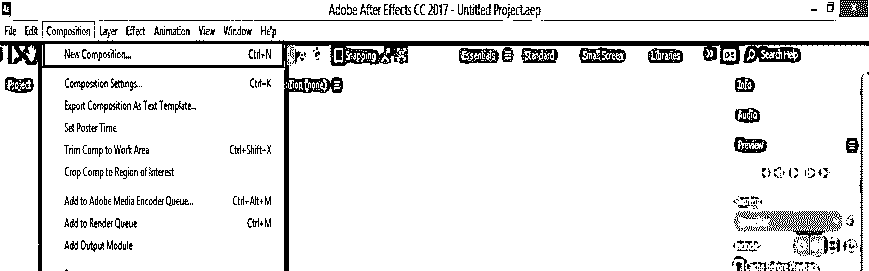 Ae Adobe After Effects CC 2017 - Untitled Project.aep
File Edit Composition Layer Effect Animation View Window Help
New Composition... Ctrl+N
Snapping Essentials Standard Small Screen Libraries Search Help
Composition Settings... Ctrl+K
Project (none) Info
Export Composition As Text Template...
Audio
Set Poster Time
Trim Comp to Work Area Ctrl+Shift+X
Preview
Crop Comp to Region of Interest
Add to Adobe Media Encoder Queue... Ctrl+Alt+M
Add to Render Queue Ctrl+M
Add Output Module